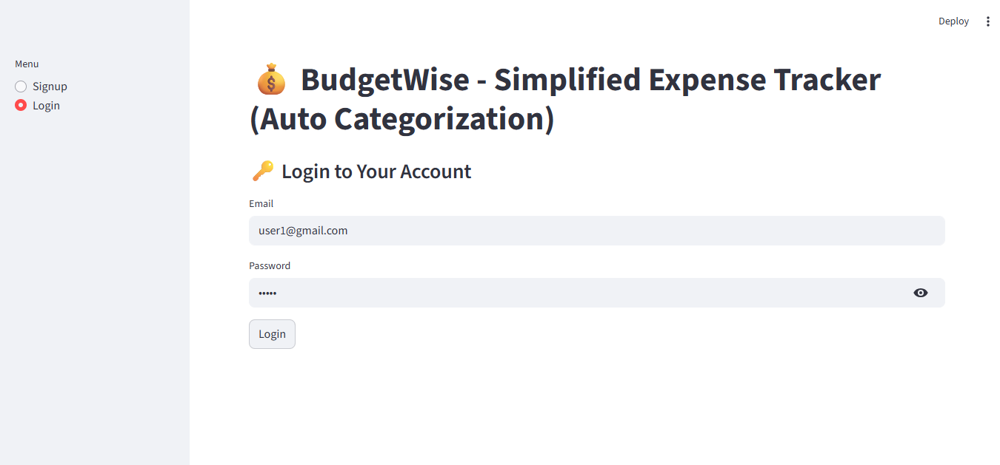 Deploy
Menu
Signup
Login
💰 BudgetWise - Simplified Expense Tracker
(Auto Categorization)
🔑 Login to Your Account
Email
user1@gmail.com
Password
•••••
Login